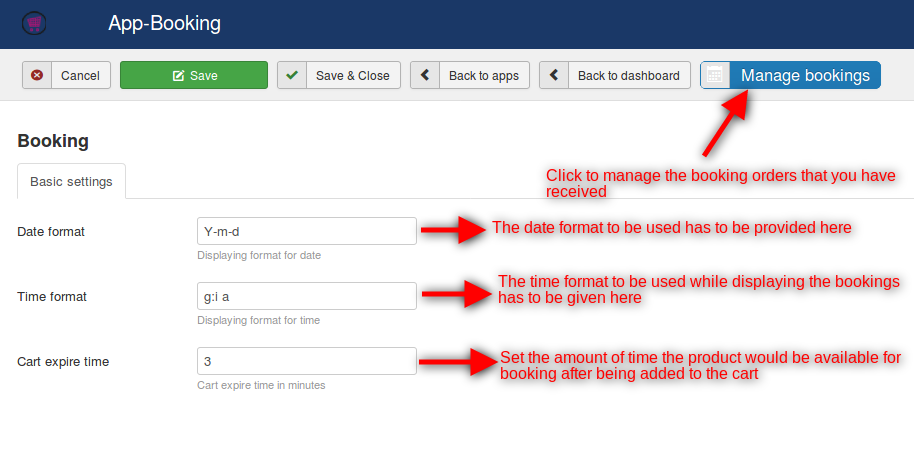 App-Booking
Cancel
Save
Save & Close
Back to apps
Back to dashboard
Manage bookings
Booking
Click to manage the booking orders that you have
received
Basic settings
Date format
Y-m-d
The date format to be used has to be provided here
Displaying format for date
Time format
g:i a
The time format to be used while displaying the bookings
has to be given here
Displaying format for time
Cart expire time
3
Set the amount of time the product would be available for
booking after being added to the cart
Cart expire time in minutes